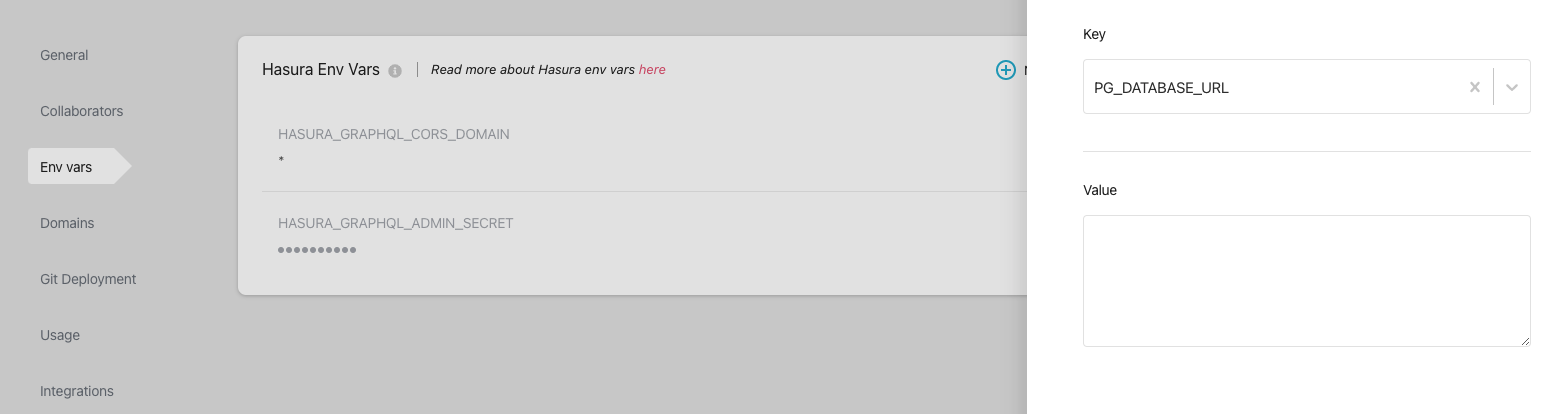 General
Collaborators
Env vars
Domains
Git Deployment
Usage
Integrations
Hasura Env Vars
Read more about Hasura env vars here
HASURA_GRAPHQL_CORS_DOMAIN
*
HASURA_GRAPHQL_ADMIN_SECRET
••••••••••
Key
PG_DATABASE_URL
Value